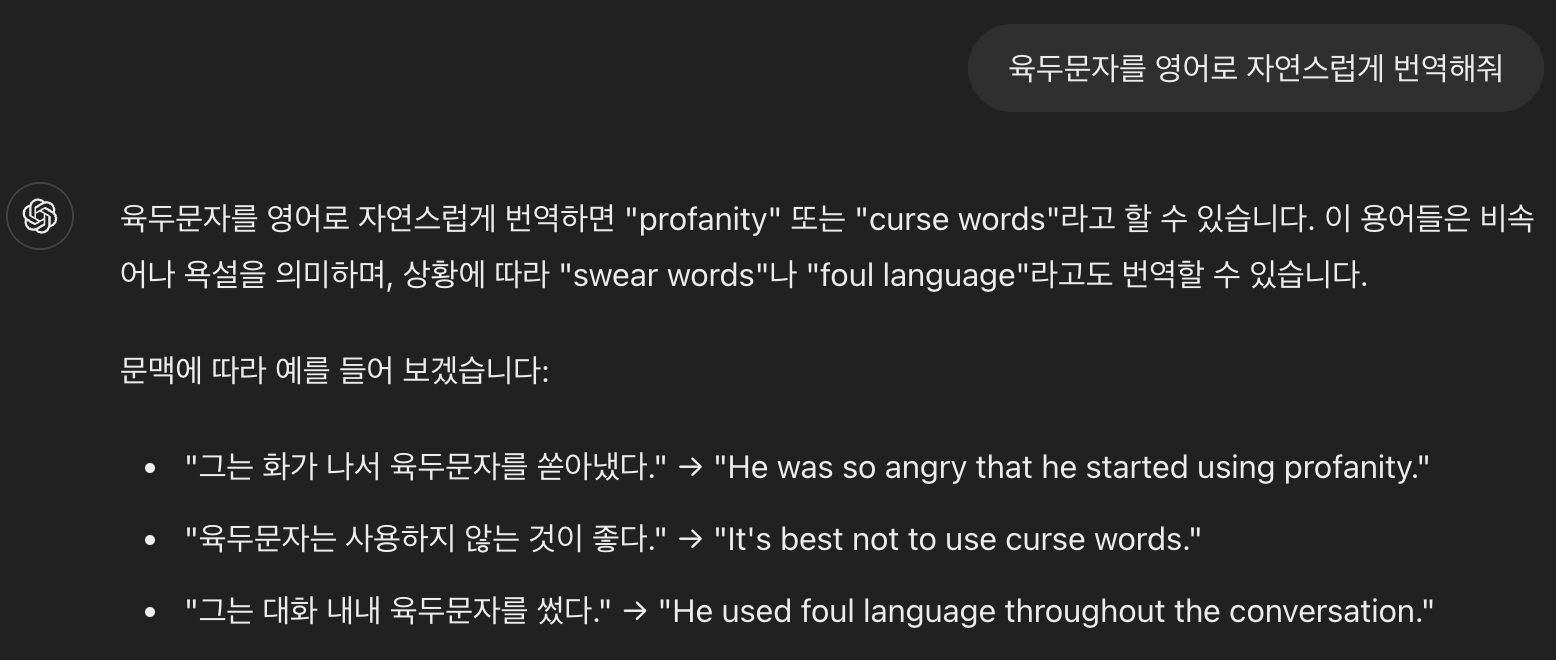 육두문자를 영어로 자연스럽게 번역해줘
육두문자를 영어로 자연스럽게 번역하면 "profanity" 또는 "curse words"라고 할 수 있습니다. 이 용어들은 비속
어나 욕설을 의미하며, 상황에 따라 "swear words"나 "foul language"라고도 번역할 수 있습니다.
문맥에 따라 예를 들어 보겠습니다:
• "그는 화가 나서 육두문자를 쏟아냈다." → "He was so angry that he started using profanity."
• "육두문자는 사용하지 않는 것이 좋다." → "It's best not to use curse words."
• "그는 대화 내내 육두문자를 썼다." → "He used foul language throughout the conversation."